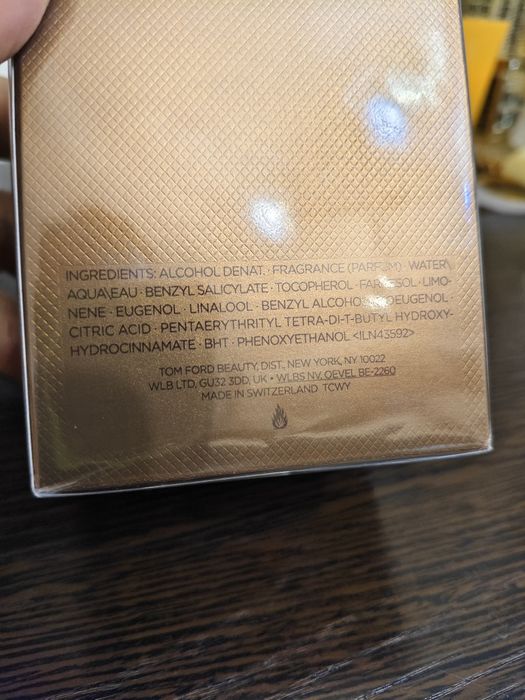 INGREDIENTS: ALCOHOL DENAT. · FRAGRANCE (PARFUM) · WATER\
AQUA\EAU · BENZYL SALICYLATE · TOCOPHEROL · FARNESOL · LIMO-
NENE · EUGENOL · LINALOOL · BENZYL ALCOHOL · ISOEUGENOL ·
CITRIC ACID · PENTAERYTHRITYL TETRA-DI-T-BUTYL HYDROXY-
HYDROCINNAMATE · BHT · PHENOXYETHANOL <ILN43592>
TOM FORD BEAUTY, DIST. NEW YORK, NY 10022
WLB LTD, GU32 3DD, UK • WLBS NV, OEVEL BE-2260
MADE IN SWITZERLAND TCWY